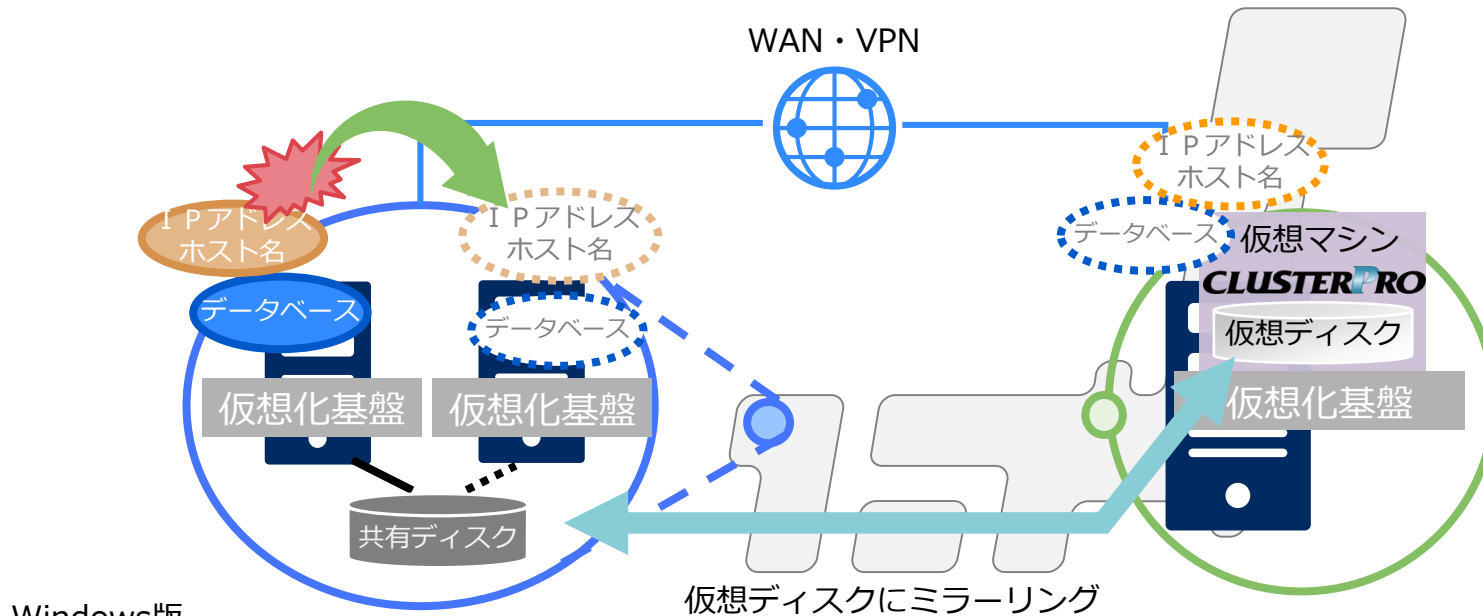 WAN・VPN
ＩＰアドレス
ホスト名
データベース
ＩＰアドレス
ホスト名
データベース
仮想化基盤
仮想化基盤
共有ディスク
ＩＰアドレス
ホスト名
データベース
仮想マシン
CLUSTERPRO
仮想ディスク
仮想化基盤
仮想ディスクにミラーリング
Windows版